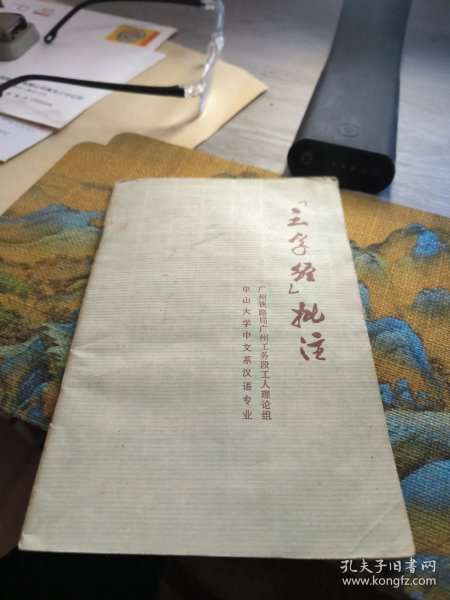 「三字经」批注
广州铁路局广州工务段工人理论组
中山大学中文系汉语专业
孔夫子旧书网
www.kongfz.com